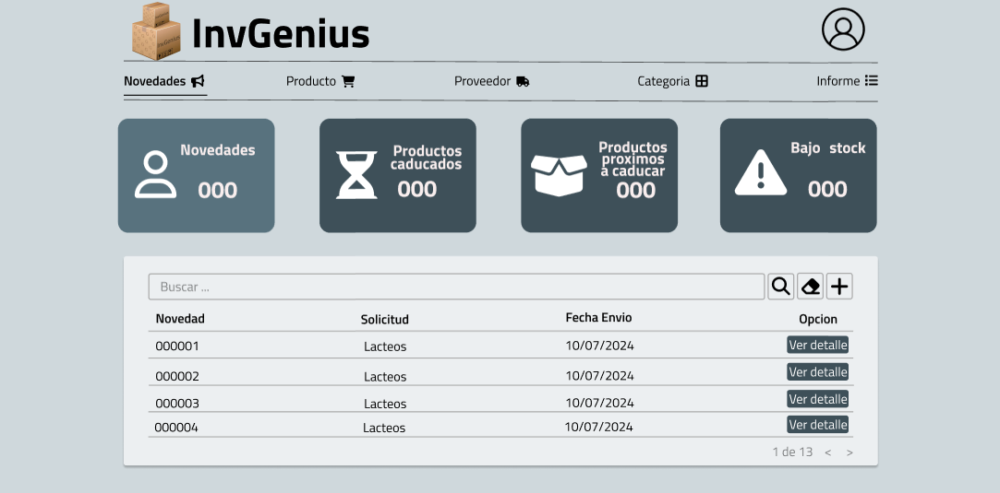 InvGenius
Novedades
Producto
Proveedor
Categoria
Informe
Novedades
000
Productos
caducados
000
Productos
proximos
a caducar
000
Bajo stock
000
Buscar ...
Novedad Solicitud Fecha Envio Opcion
000001 Lacteos 10/07/2024 Ver detalle
000002 Lacteos 10/07/2024 Ver detalle
000003 Lacteos 10/07/2024 Ver detalle
000004 Lacteos 10/07/2024 Ver detalle
1 de 13 < >